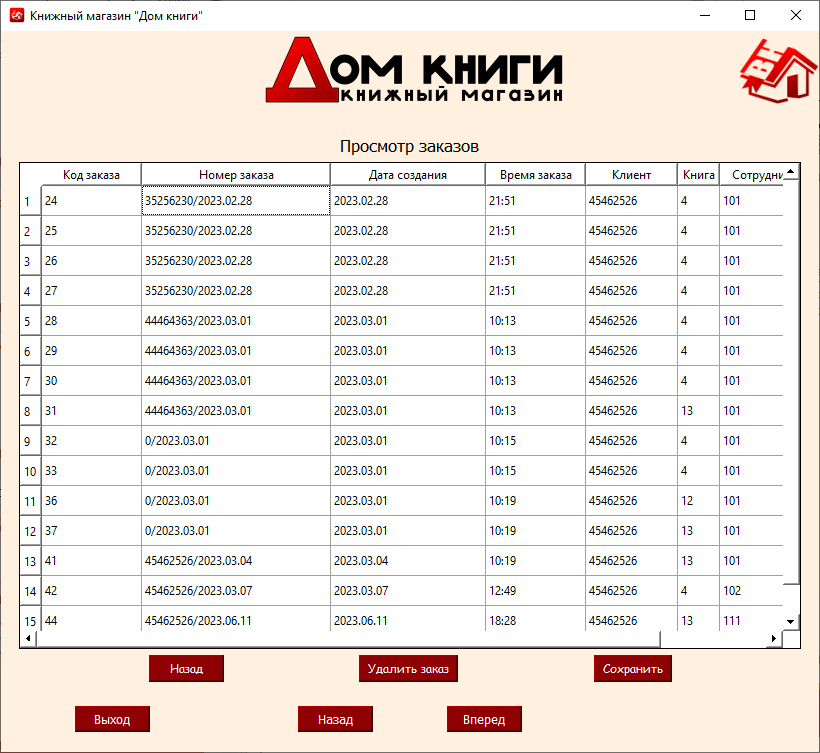 Книжный магазин "Дом книги"
Дом книги
книжный магазин
Просмотр заказов
Код заказа Номер заказа Дата создания Время заказа Клиент Книга Сотрудни
1 24 35256230/2023.02.28 2023.02.28 21:51 45462526 4 101
2 25 35256230/2023.02.28 2023.02.28 21:51 45462526 4 101
3 26 35256230/2023.02.28 2023.02.28 21:51 45462526 4 101
4 27 35256230/2023.02.28 2023.02.28 21:51 45462526 4 101
5 28 44464363/2023.03.01 2023.03.01 10:13 45462526 4 101
6 29 44464363/2023.03.01 2023.03.01 10:13 45462526 4 101
7 30 44464363/2023.03.01 2023.03.01 10:13 45462526 4 101
8 31 44464363/2023.03.01 2023.03.01 10:13 45462526 13 101
9 32 0/2023.03.01 2023.03.01 10:15 45462526 4 101
10 33 0/2023.03.01 2023.03.01 10:15 45462526 4 101
11 36 0/2023.03.01 2023.03.01 10:19 45462526 12 101
12 37 0/2023.03.01 2023.03.01 10:19 45462526 13 101
13 41 45462526/2023.03.04 2023.03.04 10:19 45462526 13 101
14 42 45462526/2023.03.07 2023.03.07 12:49 45462526 4 102
15 44 45462526/2023.06.11 2023.06.11 18:28 45462526 13 111
Назад Удалить заказ Сохранить
Выход Назад Вперед